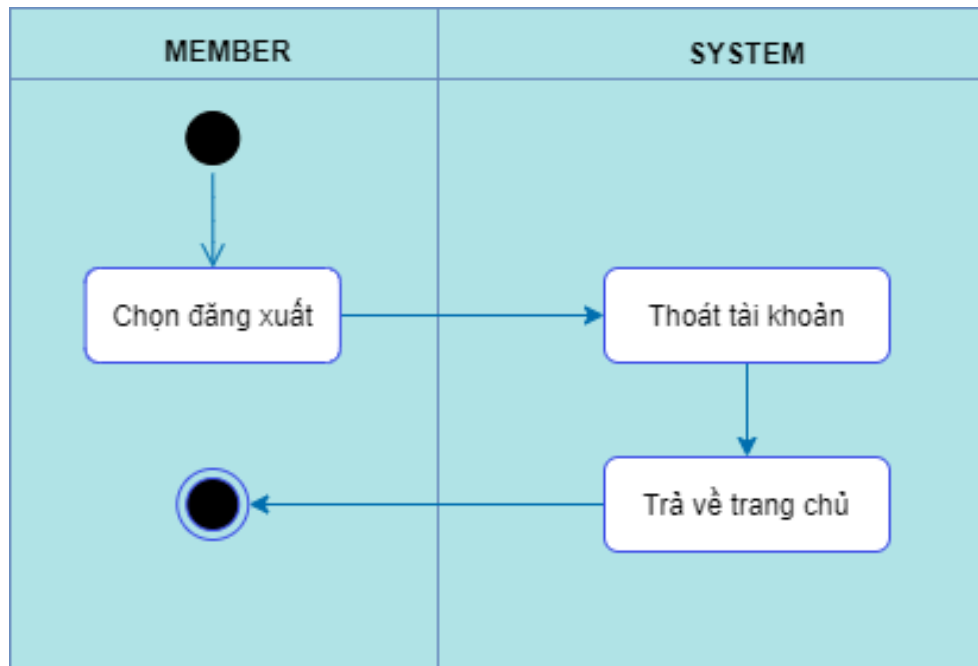 MEMBER
SYSTEM
Chọn đăng xuất
Thoát tài khoản
Trả về trang chủ